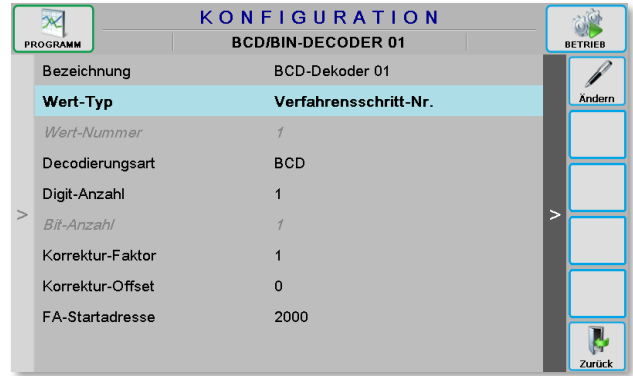 KONFIGURATION
PROGRAMM
BCD/BIN-DECODER 01
BETRIEB
Bezeichnung BCD-Dekoder 01
Wert-Typ Verfahrensschritt-Nr.
Ändern
Wert-Nummer 1
Decodierungsart BCD
Digit-Anzahl 1
> Bit-Anzahl 1 >
Korrektur-Faktor 1
Korrektur-Offset 0
FA-Startadresse 2000
Zurück